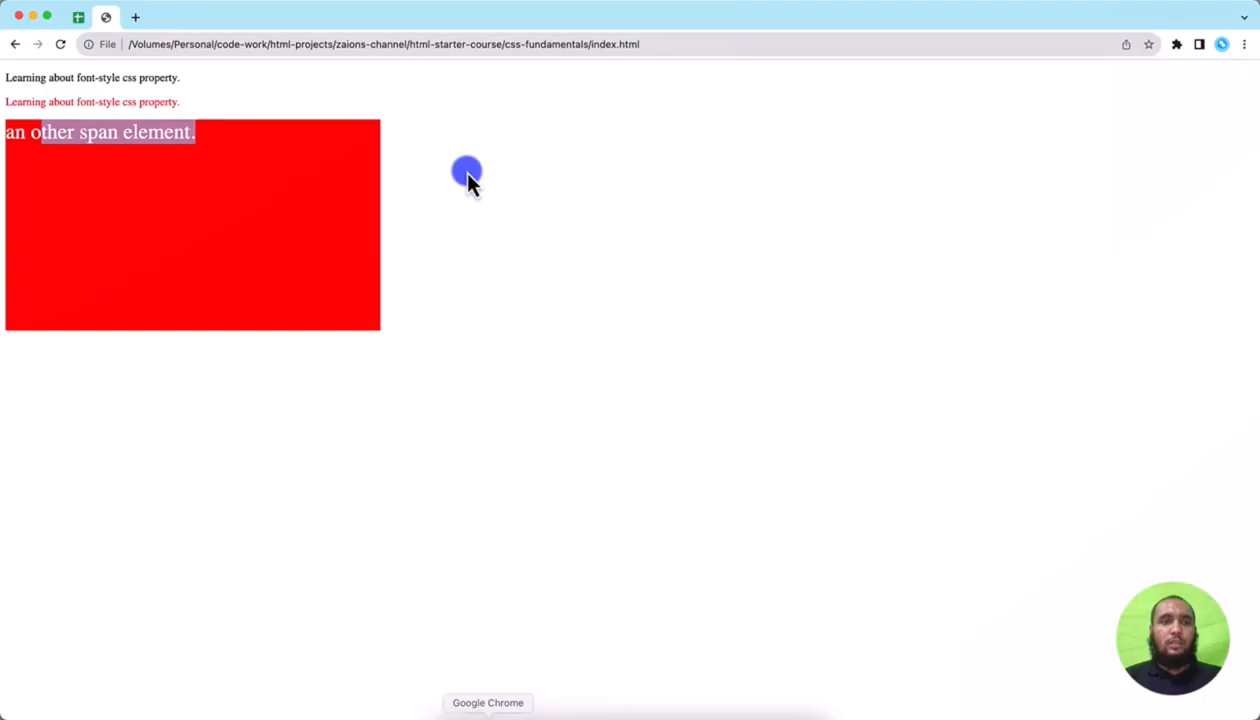 File
/Volumes/Personal/code-work/html-projects/zaions-channel/html-starter-course/css-fundamentals/index.html
Learning about font-style css property.
Learning about font-style css property.
an other span element.
Google Chrome